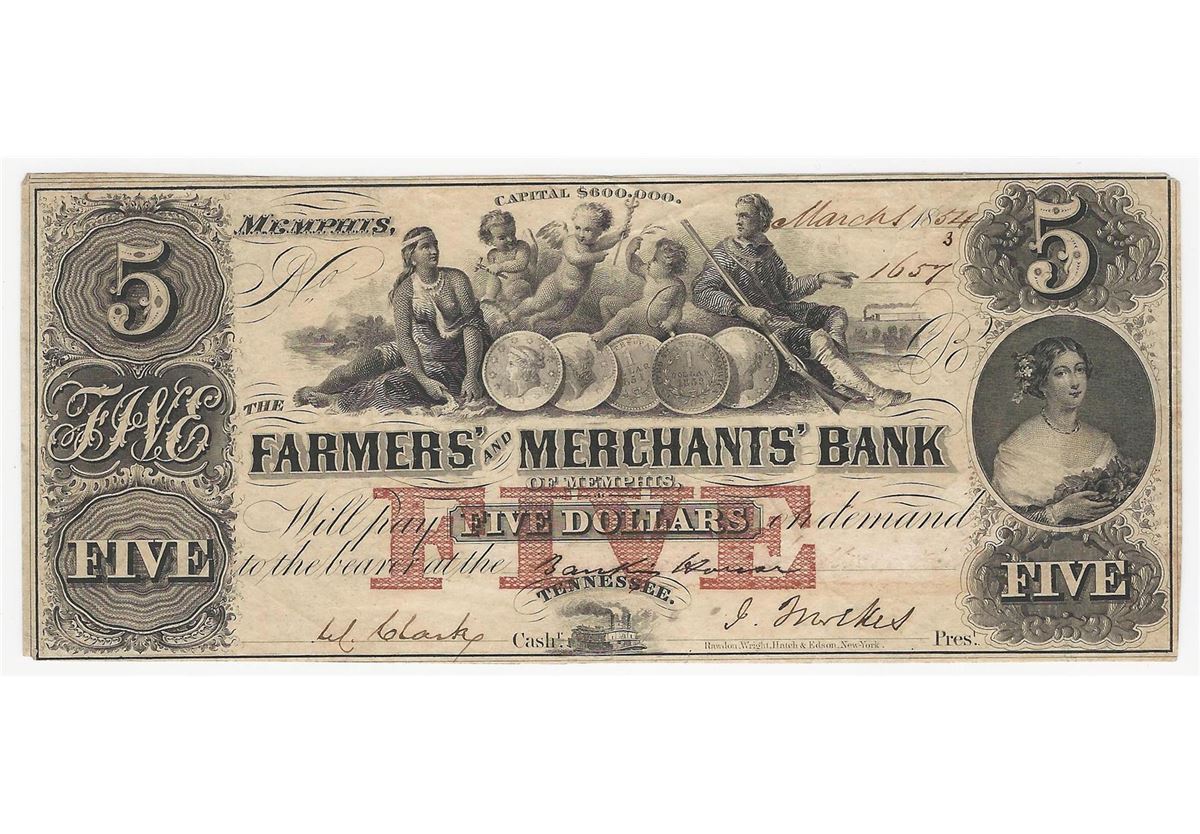 CAPITAL $600,000.
MEMPHIS,
March 1, 1854
5
5
No
3
1657
B
FIVE
THE
FARMERS' AND MERCHANTS' BANK
OF MEMPHIS,
FIVE
Will pay FIVE DOLLARS on demand
to the bearer at the Banking House
TENNESSEE.
FIVE
FIVE
Cash.r
Pres.t
Rawdon, Wright, Hatch & Edson, New-York.